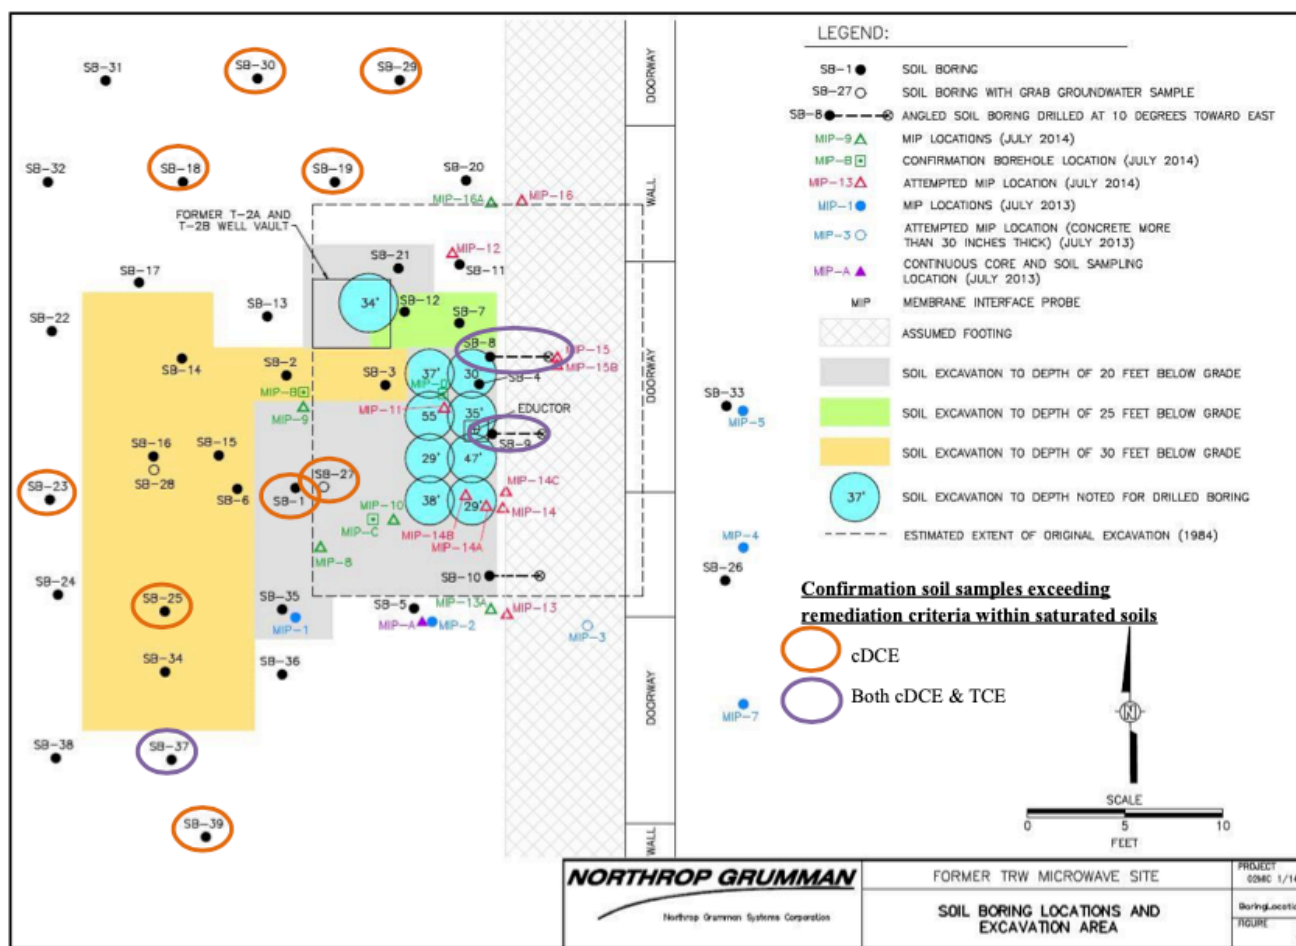 SB-31
SB-30
SB-29
DOORWAY
SB-32
SB-18
SB-19
SB-20
MIP-16A
MIP-16
WALL
FORMER T-2A AND
T-2B WELL VAULT
MIP-12
SB-21
SB-11
SB-17
SB-13
34'
SB-12
SB-7
SB-22
SB-14
SB-2
SB-3
SB-8
MIP-15
MIP-15B
37'
30
SB-4
MIP-D
MIP-B
MIP-9
MIP-11
55'
35'
EDUCTOR
SB-9
DOORWAY
SB-16
SB-15
SB-28
SB-6
SB-1
SB-27
29'
47'
SB-23
MIP-10
MIP-C
38'
29'
MIP-14C
MIP-14
MIP-14B
MIP-14A
MIP-8
SB-24
SB-25
SB-35
MIP-1
SB-10
SB-5
MIP-A
MIP-2
MIP-13A
MIP-13
MIP-3
SB-34
SB-36
SB-38
SB-37
SB-39
DOORWAY
WALL
SB-33
MIP-5
MIP-4
SB-26
MIP-7
LEGEND:
SB-1 SOIL BORING
SB-27 SOIL BORING WITH GRAB GROUNDWATER SAMPLE
SB-8 ANGLED SOIL BORING DRILLED AT 10 DEGREES TOWARD EAST
MIP-9 MIP LOCATIONS (JULY 2014)
MIP-B CONFIRMATION BOREHOLE LOCATION (JULY 2014)
MIP-13 ATTEMPTED MIP LOCATION (JULY 2014)
MIP-1 MIP LOCATIONS (JULY 2013)
MIP-3 ATTEMPTED MIP LOCATION (CONCRETE MORE
THAN 30 INCHES THICK) (JULY 2013)
MIP-A CONTINUOUS CORE AND SOIL SAMPLING
LOCATION (JULY 2013)
MIP MEMBRANE INTERFACE PROBE
ASSUMED FOOTING
SOIL EXCAVATION TO DEPTH OF 20 FEET BELOW GRADE
SOIL EXCAVATION TO DEPTH OF 25 FEET BELOW GRADE
SOIL EXCAVATION TO DEPTH OF 30 FEET BELOW GRADE
37' SOIL EXCAVATION TO DEPTH NOTED FOR DRILLED BORING
ESTIMATED EXTENT OF ORIGINAL EXCAVATION (1984)
Confirmation soil samples exceeding
remediation criteria within saturated soils
cDCE
Both cDCE & TCE
N
SCALE
0 5 10
FEET
NORTHROP GRUMMAN
Northrop Grumman Systems Corporation
FORMER TRW MICROWAVE SITE
SOIL BORING LOCATIONS AND
EXCAVATION AREA
PROJECT
02MIC 1/14
BoringLocatio
FIGURE